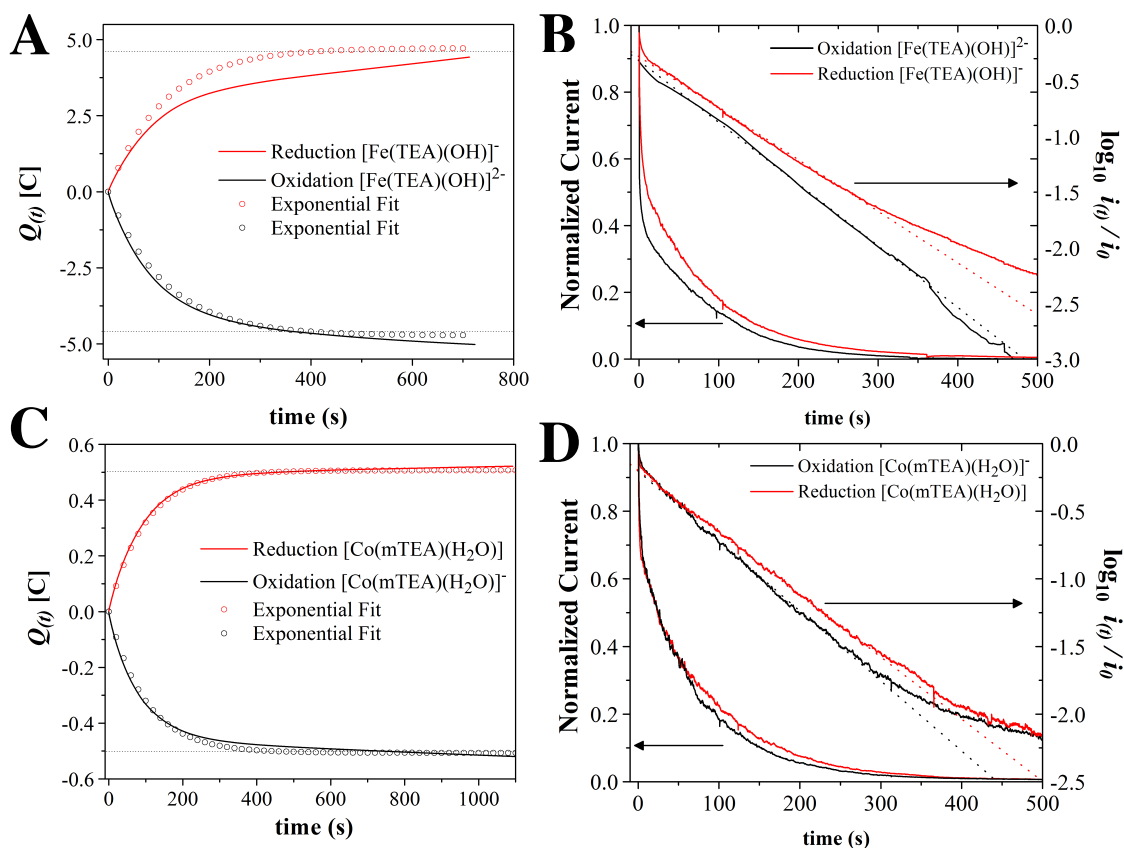 A
5.0
2.5
0.0
-2.5
-5.0
Q(t) [C]
Reduction [Fe(TEA)(OH)]-
Oxidation [Fe(TEA)(OH)]2-
Exponential Fit
Exponential Fit
0 200 400 600 800
time (s)
B
1.0
0.8
0.6
0.4
0.2
0.0
Normalized Current
Oxidation [Fe(TEA)(OH)]2-
Reduction [Fe(TEA)(OH)]-
0.0
-0.5
-1.0
-1.5
-2.0
-2.5
-3.0
log10 i(t) / i0
0 100 200 300 400 500
time (s)
C
0.6
0.4
0.2
0.0
-0.2
-0.4
-0.6
Q(t) [C]
Reduction [Co(mTEA)(H2O)]
Oxidation [Co(mTEA)(H2O)]-
Exponential Fit
Exponential Fit
0 200 400 600 800 1000
time (s)
D
1.0
0.8
0.6
0.4
0.2
0.0
Normalized Current
Oxidation [Co(mTEA)(H2O)]-
Reduction [Co(mTEA)(H2O)]
0.0
-0.5
-1.0
-1.5
-2.0
-2.5
log10 i(t) / i0
0 100 200 300 400 500
time (s)